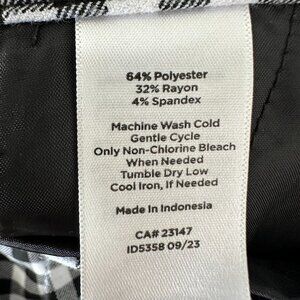 64% Polyester
32% Rayon
4% Spandex
Machine Wash Cold
Gentle Cycle
Only Non-Chlorine Bleach
When Needed
Tumble Dry Low
Cool Iron, If Needed
Made In Indonesia
CA# 23147
ID5358 09/23